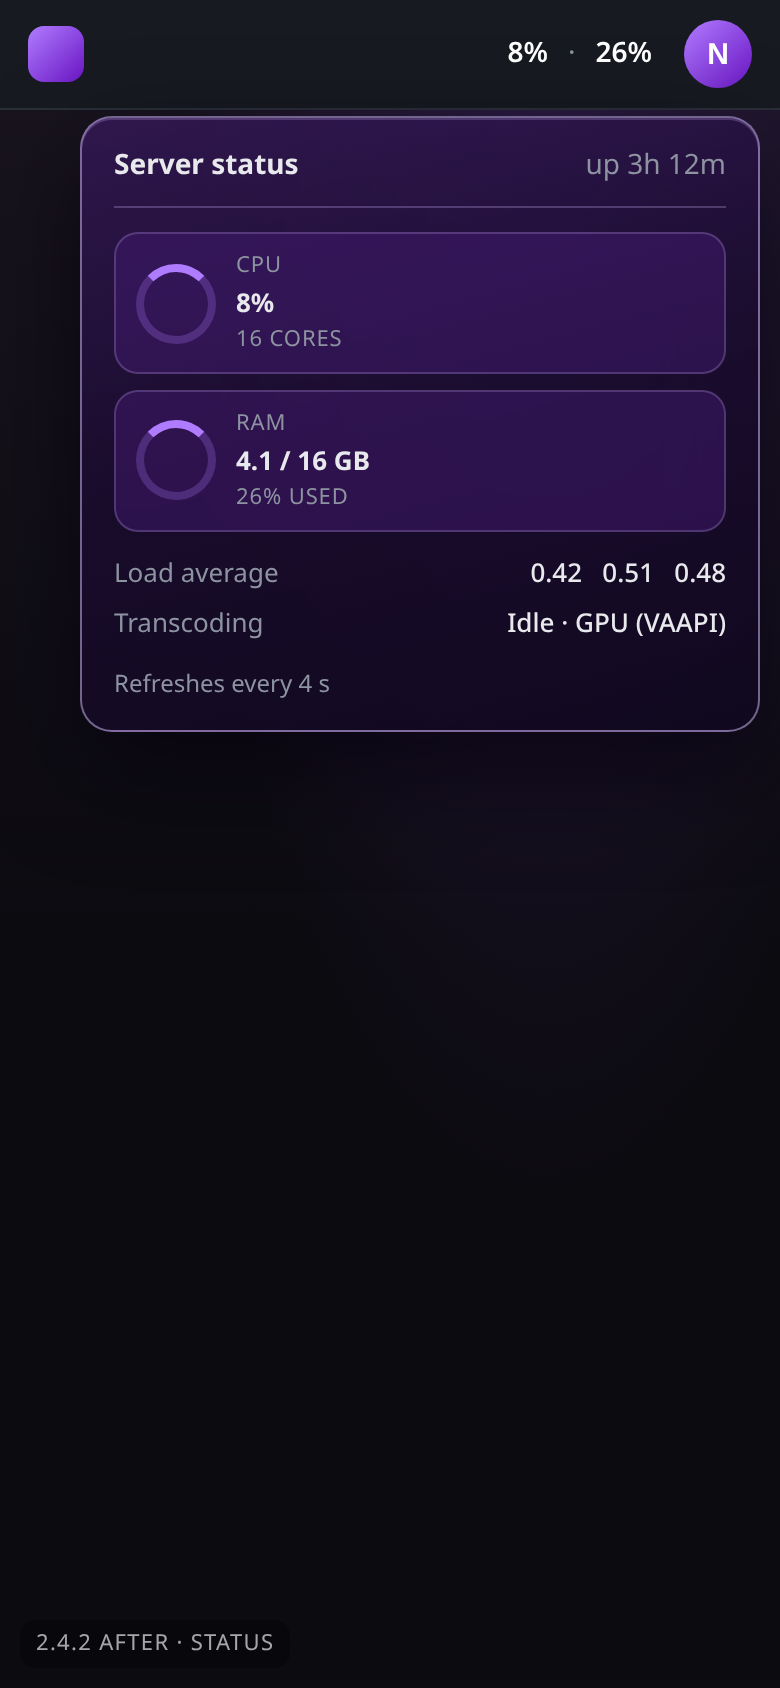 8% · 26% N
Server status up 3h 12m
CPU
8%
16 CORES
RAM
4.1 / 16 GB
26% USED
Load average 0.42 0.51 0.48
Transcoding Idle · GPU (VAAPI)
Refreshes every 4 s
2.4.2 AFTER · STATUS